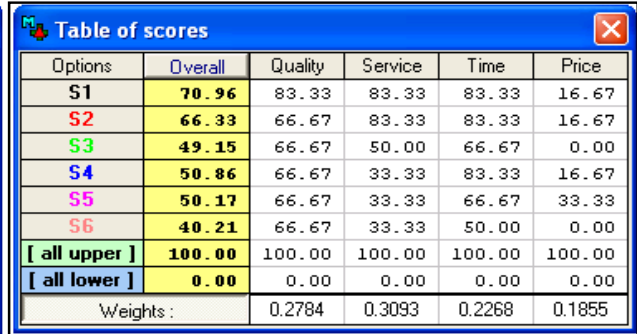 Table of scores
Options Overall Quality Service Time Price
S1 70.96 83.33 83.33 83.33 16.67
S2 66.33 66.67 83.33 83.33 16.67
S3 49.15 66.67 50.00 66.67 0.00
S4 50.86 66.67 33.33 83.33 16.67
S5 50.17 66.67 33.33 66.67 33.33
S6 40.21 66.67 33.33 50.00 0.00
[ all upper ] 100.00 100.00 100.00 100.00 100.00
[ all lower ] 0.00 0.00 0.00 0.00 0.00
Weights : 0.2784 0.3093 0.2268 0.1855